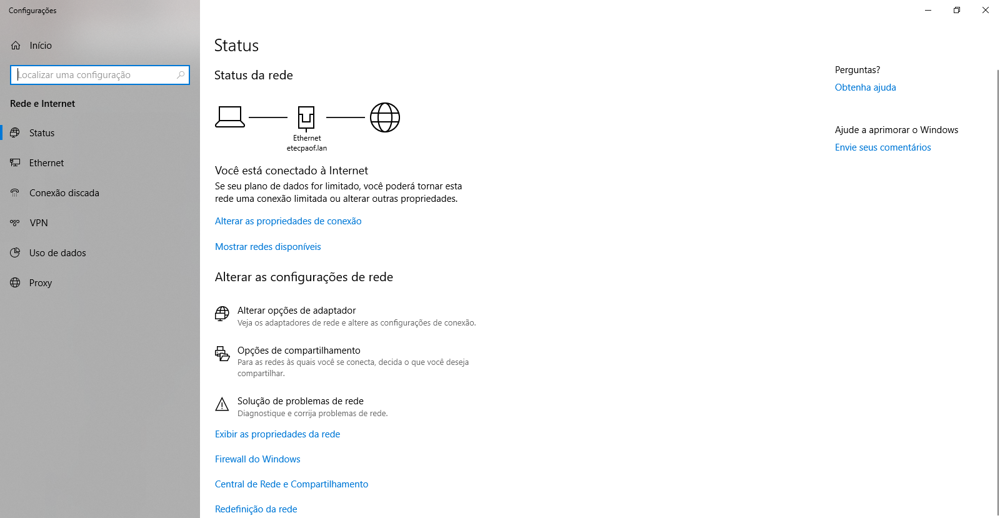 Configurações
Início
Localizar uma configuração
Rede e Internet
Status
Ethernet
Conexão discada
VPN
Uso de dados
Proxy
Status
Status da rede
Ethernet
etecpaof.lan
Você está conectado à Internet
Se seu plano de dados for limitado, você poderá tornar esta
rede uma conexão limitada ou alterar outras propriedades.
Alterar as propriedades de conexão
Mostrar redes disponíveis
Alterar as configurações de rede
Alterar opções de adaptador
Veja os adaptadores de rede e altere as configurações de conexão.
Opções de compartilhamento
Para as redes às quais você se conecta, decida o que você deseja
compartilhar.
Solução de problemas de rede
Diagnostique e corrija problemas de rede.
Exibir as propriedades da rede
Firewall do Windows
Central de Rede e Compartilhamento
Redefinição da rede
Perguntas?
Obtenha ajuda
Ajude a aprimorar o Windows
Envie seus comentários